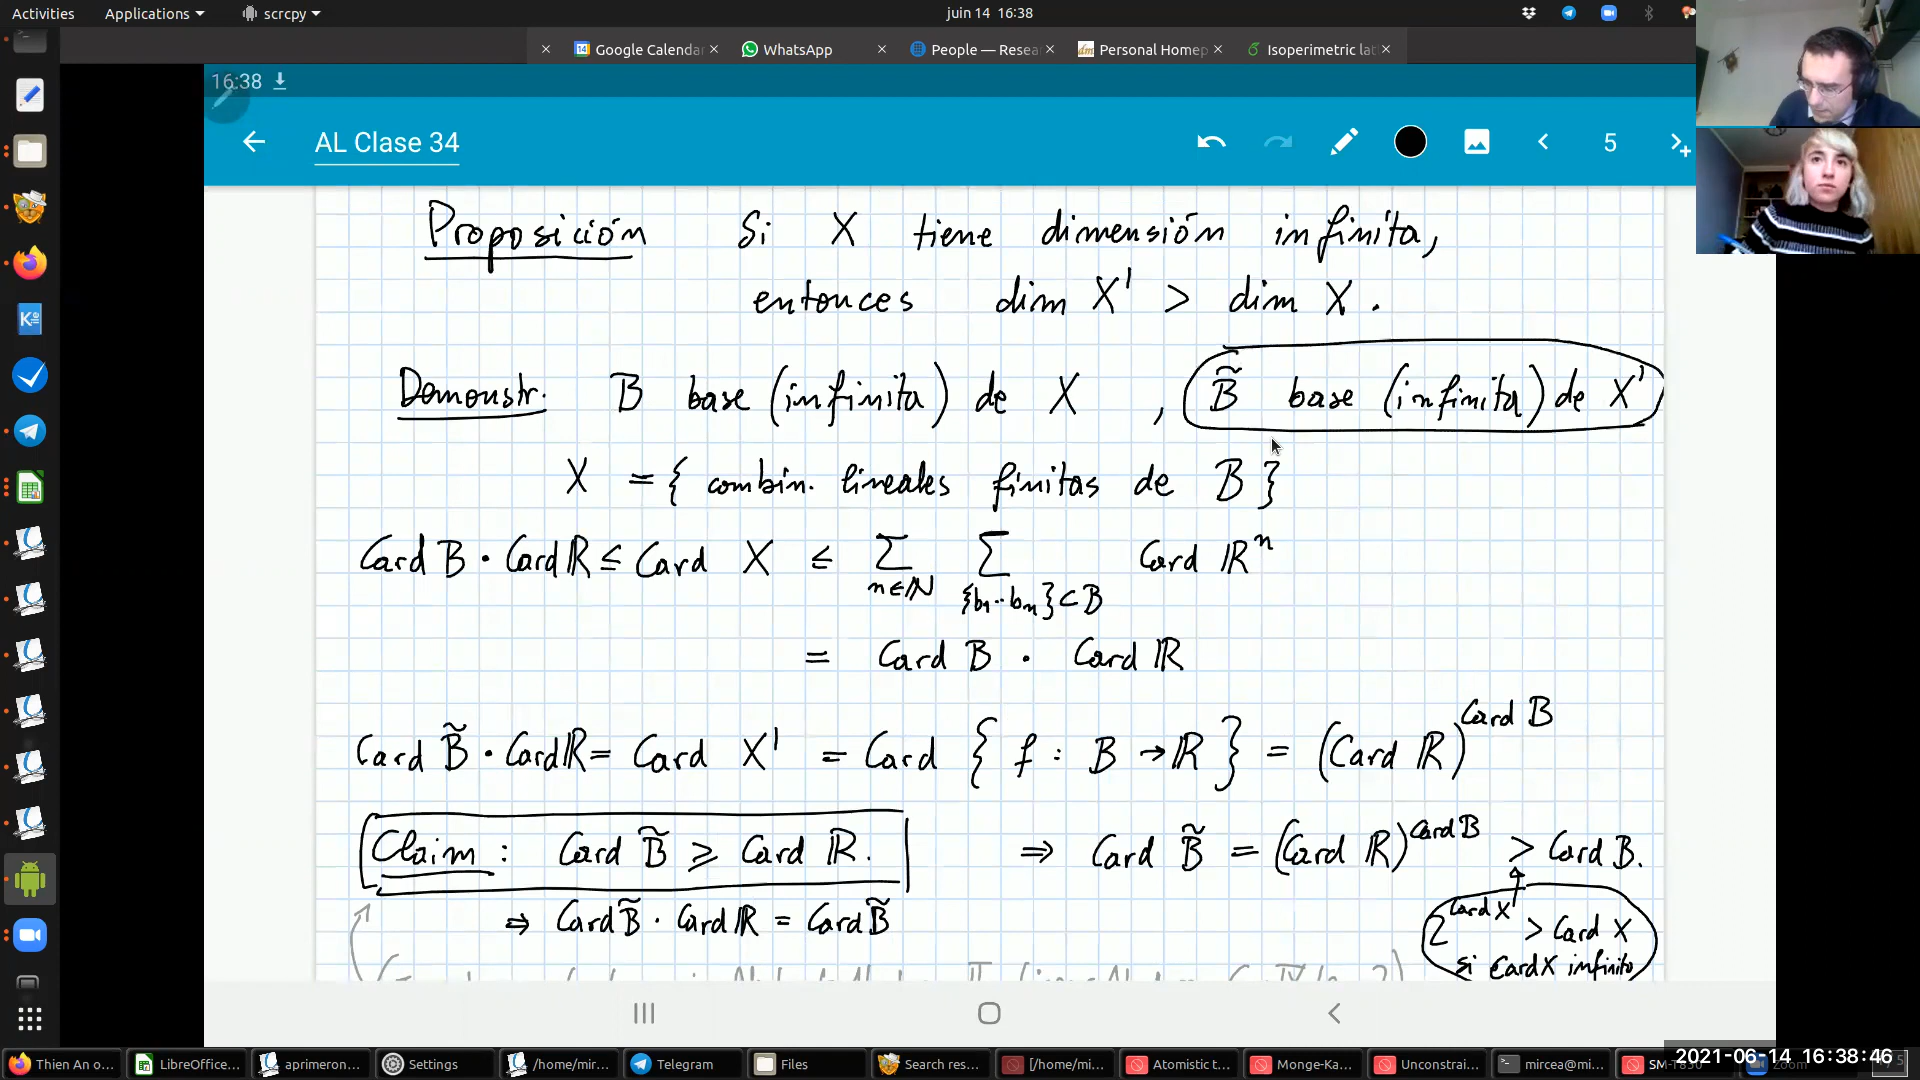 Activities Applications scrcpy juin 14 16:38
Google Calenda WhatsApp People — Resea Personal Homep Isoperimetric lat
16:38
AL Clase 34 5
Proposición Si X tiene dimensión infinita,
entonces dim X' > dim X.
Demonstr. B base (infinita) de X , B̃ base (infinita) de X'
X = { combin. lineales finitas de B }
Card B · Card ℝ ≤ Card X ≤ ∑_{n∈ℕ} ∑_{{b₁..bₙ}⊂B} Card ℝⁿ
= Card B · Card ℝ
Card B̃ · Card ℝ = Card X' = Card { f : B → ℝ } = (Card ℝ)^{Card B}
Claim : Card B̃ ⩾ Card ℝ. ⇒ Card B̃ = (Card ℝ)^{Card B} > Card B.
⇒ Card B̃ · Card ℝ = Card B̃
2^{Card X} > Card X
si Card X infinito
Thien An o... LibreOffice... aprimeron... Settings /home/mir... Telegram Files Search res... [/home/mi... Atomistic t... Monge-Ka... Unconstrai... mircea@mi... SM-T830 Zoom
2021-06-14 16:38:46